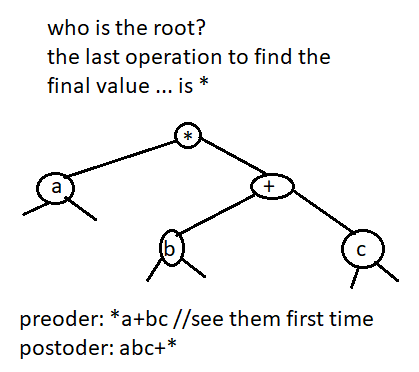 who is the root?
the last operation to find the
final value ... is *
*
a
+
b
c
preoder: *a+bc //see them first time
postoder: abc+*